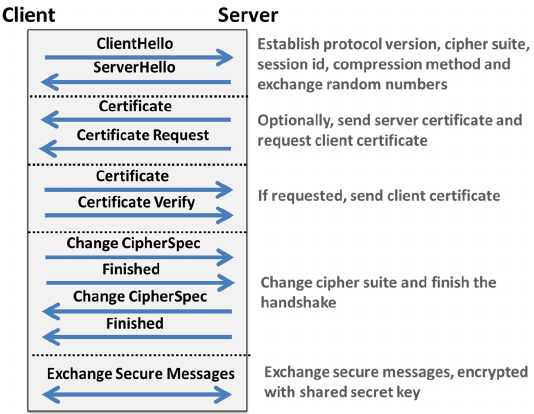 Client Server
ClientHello
ServerHello
Establish protocol version, cipher suite,
session id, compression method and
exchange random numbers
Certificate
Certificate Request
Optionally, send server certificate and
request client certificate
Certificate
Certificate Verify
If requested, send client certificate
Change CipherSpec
Finished
Change CipherSpec
Finished
Change cipher suite and finish the
handshake
Exchange Secure Messages
Exchange secure messages, encrypted
with shared secret key